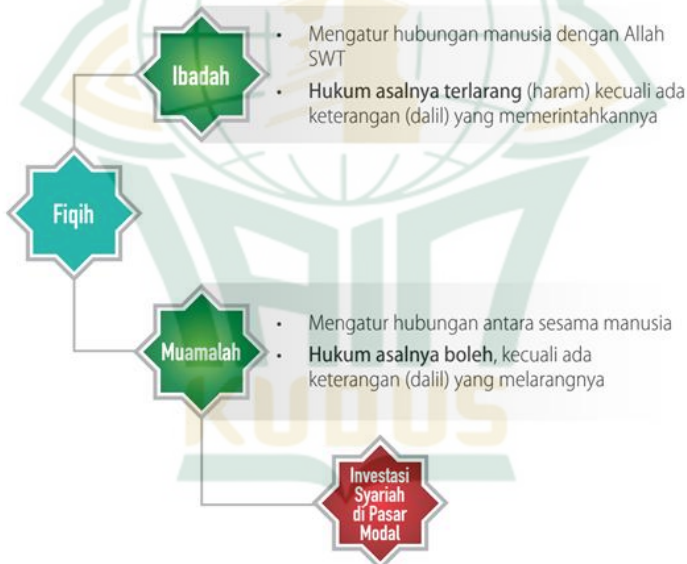 Ibadah
• Mengatur hubungan manusia dengan Allah
SWT
• Hukum asalnya terlarang (haram) kecuali ada
keterangan (dalil) yang memerintahkannya
Fiqih
Muamalah
• Mengatur hubungan antara sesama manusia
• Hukum asalnya boleh, kecuali ada
keterangan (dalil) yang melarangnya
KUDUS
Investasi
Syariah
di Pasar
Modal